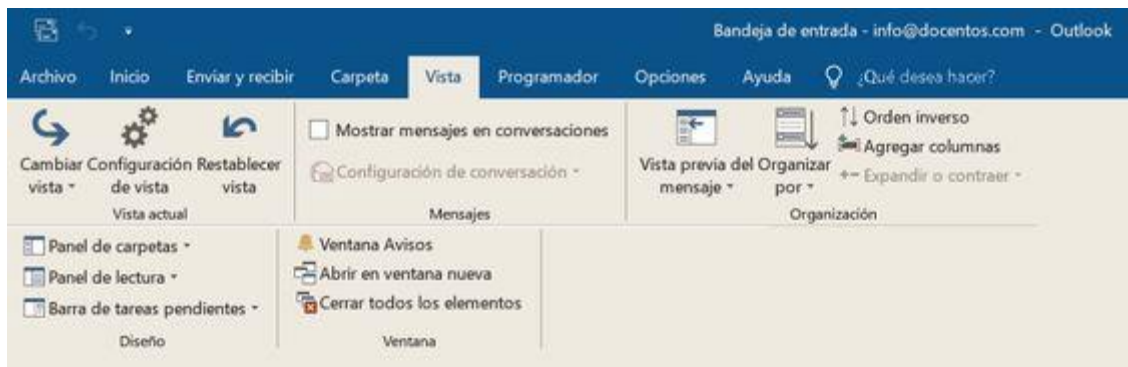 Bandeja de entrada - info@docentos.com - Outlook
Archivo Inicio Enviar y recibir Carpeta Vista Programador Opciones Ayuda ¿Qué desea hacer?
Cambiar vista
Configuración de vista
Restablecer vista
Vista actual
Mostrar mensajes en conversaciones
Configuración de conversación
Mensajes
Vista previa del mensaje
Organizar por
Orden inverso
Agregar columnas
Expandir o contraer
Organización
Panel de carpetas
Panel de lectura
Barra de tareas pendientes
Diseño
Ventana Avisos
Abrir en ventana nueva
Cerrar todos los elementos
Ventana